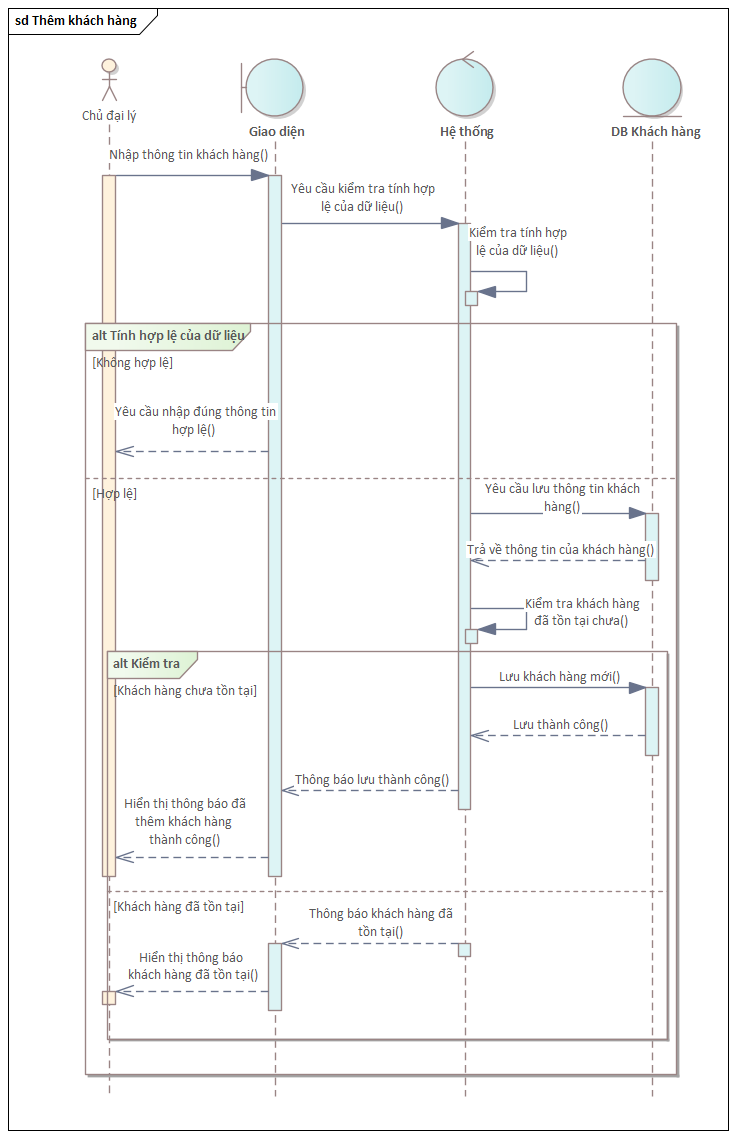 sd Thêm khách hàng
Chủ đại lý
Giao diện
Hệ thống
DB Khách hàng
Nhập thông tin khách hàng()
Yêu cầu kiểm tra tính hợp
lệ của dữ liệu()
Kiểm tra tính hợp
lệ của dữ liệu()
alt Tính hợp lệ của dữ liệu
[Không hợp lệ]
Yêu cầu nhập đúng thông tin
hợp lệ()
[Hợp lệ]
Yêu cầu lưu thông tin khách
hàng()
Trả về thông tin của khách hàng()
Kiểm tra khách hàng
đã tồn tại chưa()
alt Kiểm tra
[Khách hàng chưa tồn tại]
Lưu khách hàng mới()
Lưu thành công()
Thông báo lưu thành công()
Hiển thị thông báo đã
thêm khách hàng
thành công()
[Khách hàng đã tồn tại]
Thông báo khách hàng đã
tồn tại()
Hiển thị thông báo
khách hàng đã tồn tại()